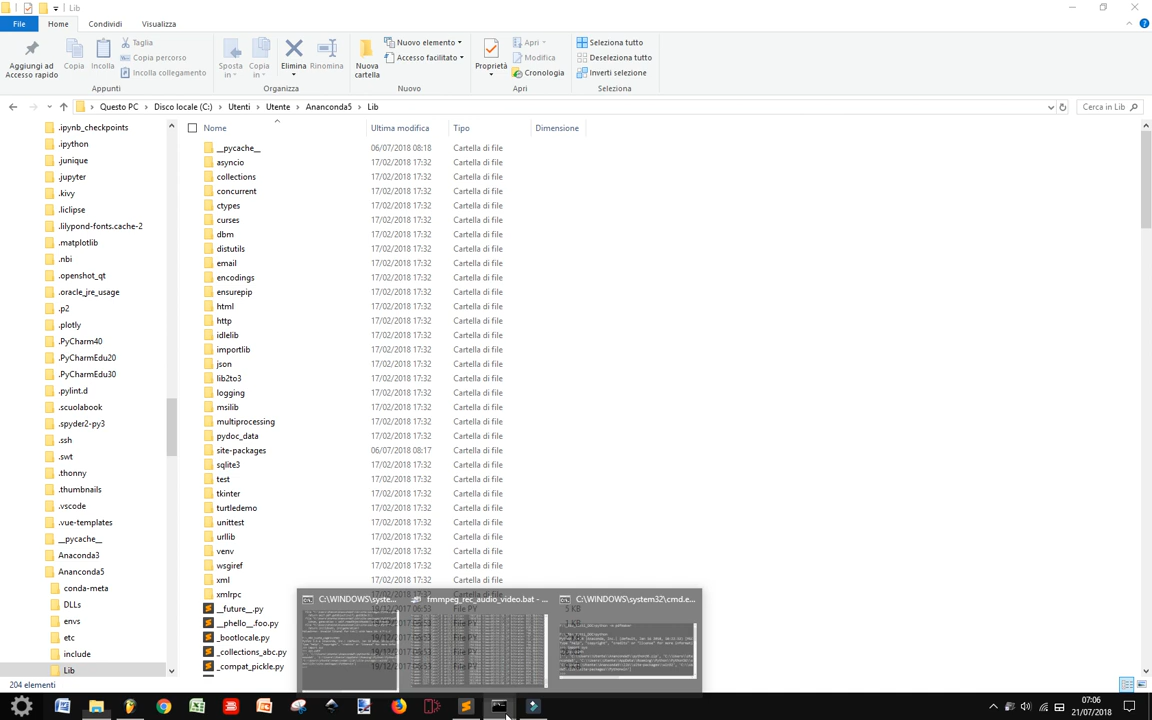 Lib
File Home Condividi Visualizza
Aggiungi ad Accesso rapido
Copia
Incolla
Taglia
Copia percorso
Incolla collegamento
Appunti
Sposta in
Copia in
Elimina
Rinomina
Organizza
Nuova cartella
Nuovo elemento
Accesso facilitato
Nuovo
Proprietà
Apri
Modifica
Cronologia
Apri
Seleziona tutto
Deseleziona tutto
Inverti selezione
Seleziona
Questo PC > Disco locale (C:) > Utenti > Utente > Ananconda5 > Lib
Cerca in Lib
.ipynb_checkpoints
.ipython
.junique
.jupyter
.kivy
.liclipse
.lilypond-fonts.cache-2
.matplotlib
.nbi
.openshot_qt
.oracle_jre_usage
.p2
.plotly
.PyCharm40
.PyCharmEdu20
.PyCharmEdu30
.pylint.d
.scuolabook
.spyder2-py3
.ssh
.swt
.thonny
.thumbnails
.vscode
.vue-templates
__pycache__
Anaconda3
Ananconda5
conda-meta
DLLs
envs
etc
include
Lib
Nome Ultima modifica Tipo Dimensione
__pycache__ 06/07/2018 08:18 Cartella di file
asyncio 17/02/2018 17:32 Cartella di file
collections 17/02/2018 17:32 Cartella di file
concurrent 17/02/2018 17:32 Cartella di file
ctypes 17/02/2018 17:32 Cartella di file
curses 17/02/2018 17:32 Cartella di file
dbm 17/02/2018 17:32 Cartella di file
distutils 17/02/2018 17:32 Cartella di file
email 17/02/2018 17:32 Cartella di file
encodings 17/02/2018 17:32 Cartella di file
ensurepip 17/02/2018 17:32 Cartella di file
html 17/02/2018 17:32 Cartella di file
http 17/02/2018 17:32 Cartella di file
idlelib 17/02/2018 17:32 Cartella di file
importlib 17/02/2018 17:32 Cartella di file
json 17/02/2018 17:32 Cartella di file
lib2to3 17/02/2018 17:32 Cartella di file
logging 17/02/2018 17:32 Cartella di file
msilib 17/02/2018 17:32 Cartella di file
multiprocessing 17/02/2018 17:32 Cartella di file
pydoc_data 17/02/2018 17:32 Cartella di file
site-packages 06/07/2018 08:17 Cartella di file
sqlite3 17/02/2018 17:32 Cartella di file
test 17/02/2018 17:32 Cartella di file
tkinter 17/02/2018 17:32 Cartella di file
turtledemo 17/02/2018 17:32 Cartella di file
unittest 17/02/2018 17:32 Cartella di file
urllib 17/02/2018 17:32 Cartella di file
venv 17/02/2018 17:32 Cartella di file
wsgiref 17/02/2018 17:32 Cartella di file
xml 17/02/2018 17:32 Cartella di file
xmlrpc
__future__.py
__phello__.foo.py
_bootlocale.py
_collections_abc.py
_compat_pickle.py
C:\WINDOWS\syste...
fmmpeg_rec_audio_video.bat - ...
C:\WINDOWS\system32\cmd.e...
5 KB
204 elementi
07:06
21/07/2018